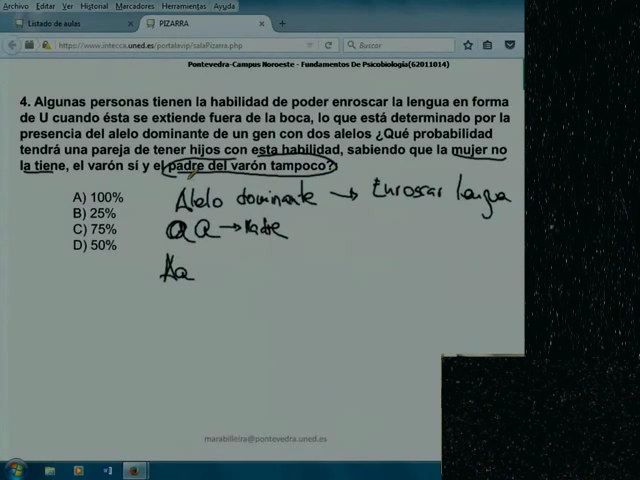 Archivo Editar Ver Historial Marcadores Herramientas Ayuda
Listado de aulas
PIZARRA
https://www.intecca.uned.es/portalavip/salaPizarra.php
Buscar
Pontevedra-Campus Noroeste - Fundamentos De Psicobiología(62011014)
4. Algunas personas tienen la habilidad de poder enroscar la lengua en forma
de U cuando ésta se extiende fuera de la boca, lo que está determinado por la
presencia del alelo dominante de un gen con dos alelos ¿Qué probabilidad
tendrá una pareja de tener hijos con esta habilidad, sabiendo que la mujer no
la tiene, el varón sí y el padre del varón tampoco?
A) 100%
B) 25%
C) 75%
D) 50%
Alelo dominante → Enroscar lengua
aa → Madre
Aa
marabilleira@pontevedra.uned.es